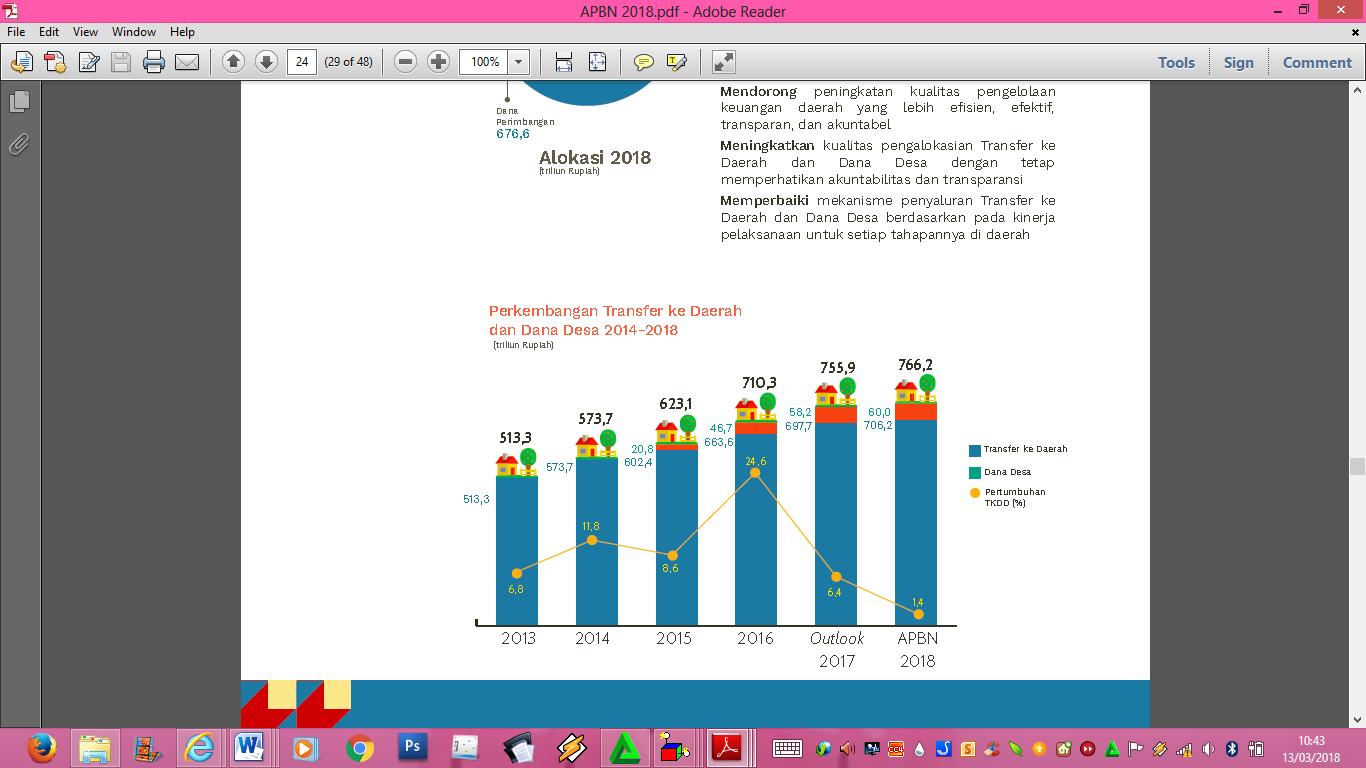 APBN 2018.pdf - Adobe Reader
File Edit View Window Help
24 (29 of 48) 100% Tools Sign Comment
Dana
Perimbangan
676,6
Alokasi 2018
(triliun Rupiah)
Mendorong peningkatan kualitas pengelolaan
keuangan daerah yang lebih efisien, efektif,
transparan, dan akuntabel
Meningkatkan kualitas pengalokasian Transfer ke
Daerah dan Dana Desa dengan tetap
memperhatikan akuntabilitas dan transparansi
Memperbaiki mekanisme penyaluran Transfer ke
Daerah dan Dana Desa berdasarkan pada kinerja
pelaksanaan untuk setiap tahapannya di daerah
Perkembangan Transfer ke Daerah
dan Dana Desa 2014-2018
(triliun Rupiah)
513,3
573,7
623,1
710,3
755,9
766,2
513,3
573,7
20,8
602,4
46,7
663,6
58,2
697,7
60,0
706,2
6,8
11,8
8,6
24,6
6,4
1,4
Transfer ke Daerah
Dana Desa
Pertumbuhan
TKDD (%)
2013 2014 2015 2016 Outlook APBN
2017 2018
10:43
13/03/2018